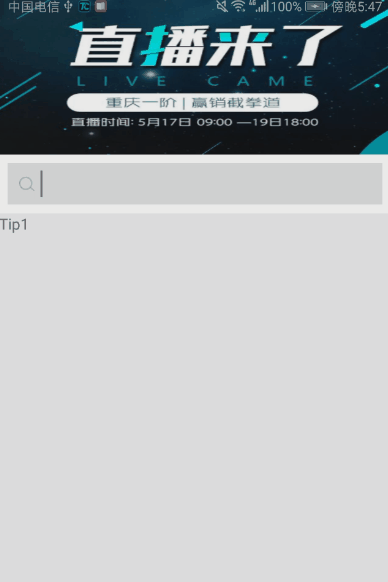 中国电信 4G 100% 傍晚5:47
直播来了
LIVE CAME
重庆一阶 | 赢销截拳道
直播时间: 5月17日 09:00 —19日18:00
Tip1